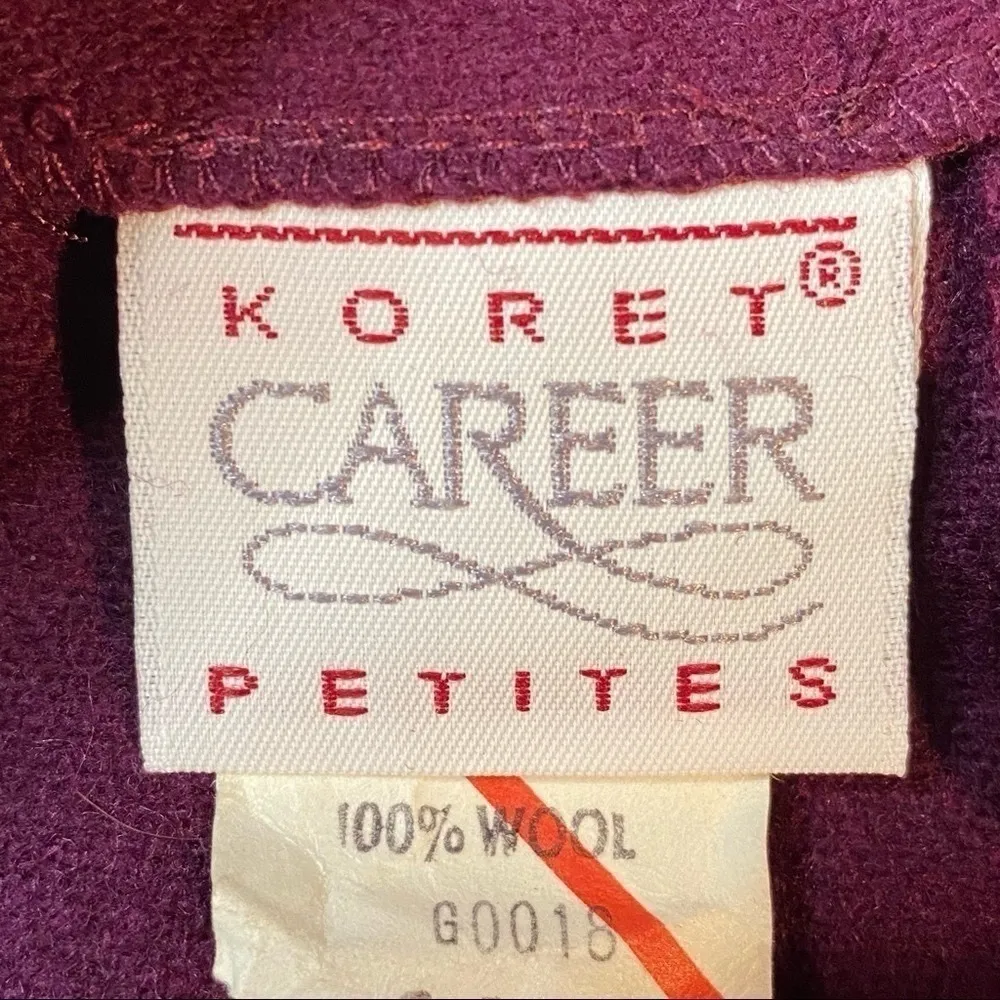 KORET®
CAREER
PETITES
100% WOOL
G0018